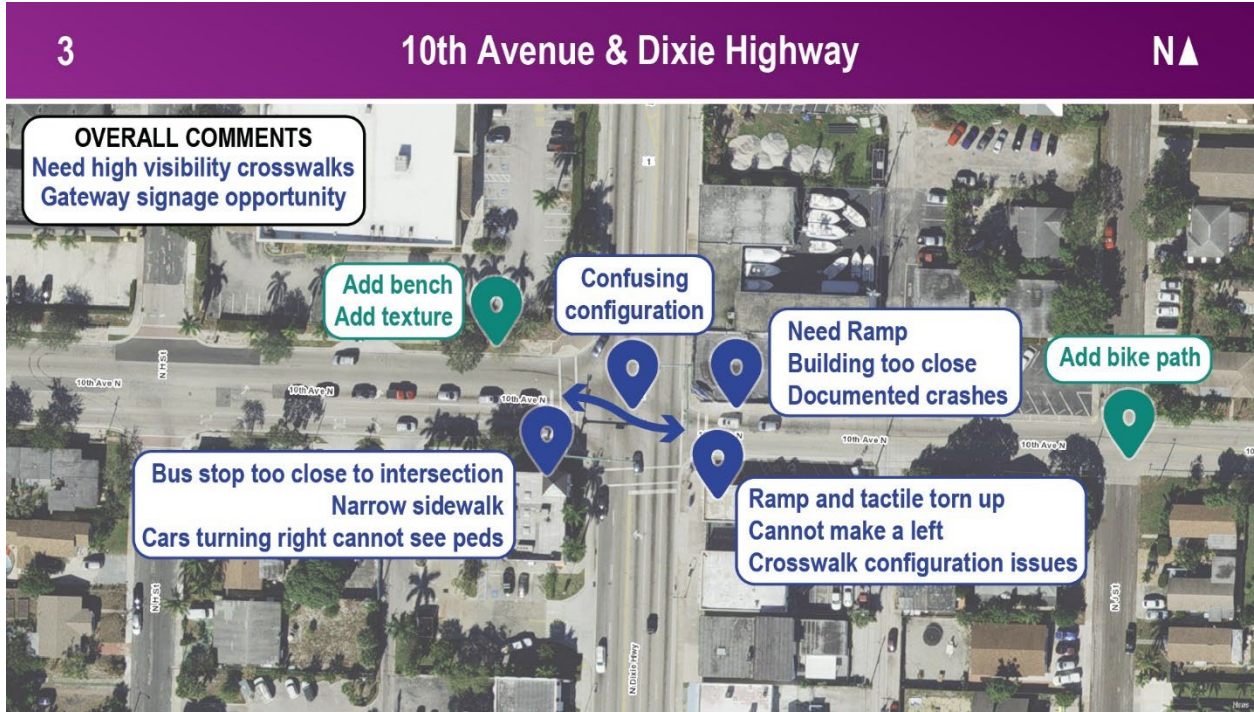 3
10th Avenue & Dixie Highway
N
OVERALL COMMENTS
Need high visibility crosswalks
Gateway signage opportunity
1
Add bench
Add texture
Confusing
configuration
Need Ramp
Building too close
Documented crashes
Add bike path
N H St
10th Ave N
10th Ave N
10th Ave N
10th Ave N
10th Ave N
Bus stop too close to intersection
Narrow sidewalk
Cars turning right cannot see peds
Ramp and tactile torn up
Cannot make a left
Crosswalk configuration issues
N H St
N J St
N Dixie Hwy